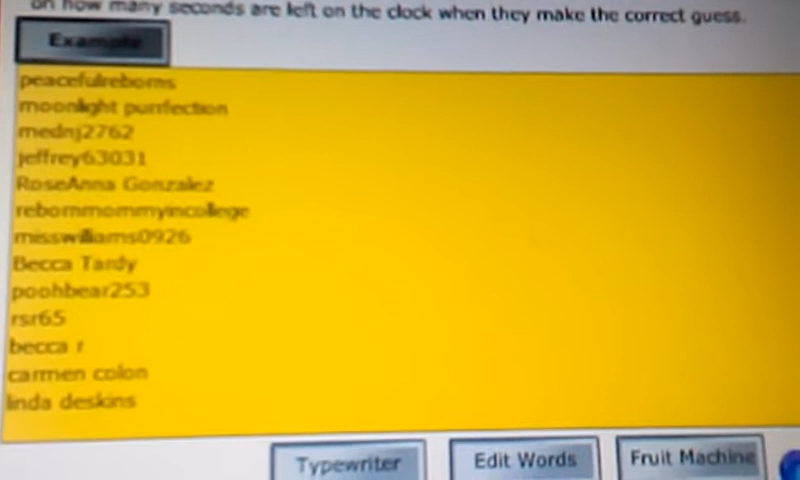 on how many seconds are left on the clock when they make the correct guess.
Example
peacefulreborns
moonlight purrfection
mednj2762
jeffrey63031
RoseAnna Gonzalez
rebornmommyincollege
misswilliams0926
Becca Tardy
poohbear253
rsr65
becca r
carmen colon
linda deskins
Typewriter
Edit Words
Fruit Machine